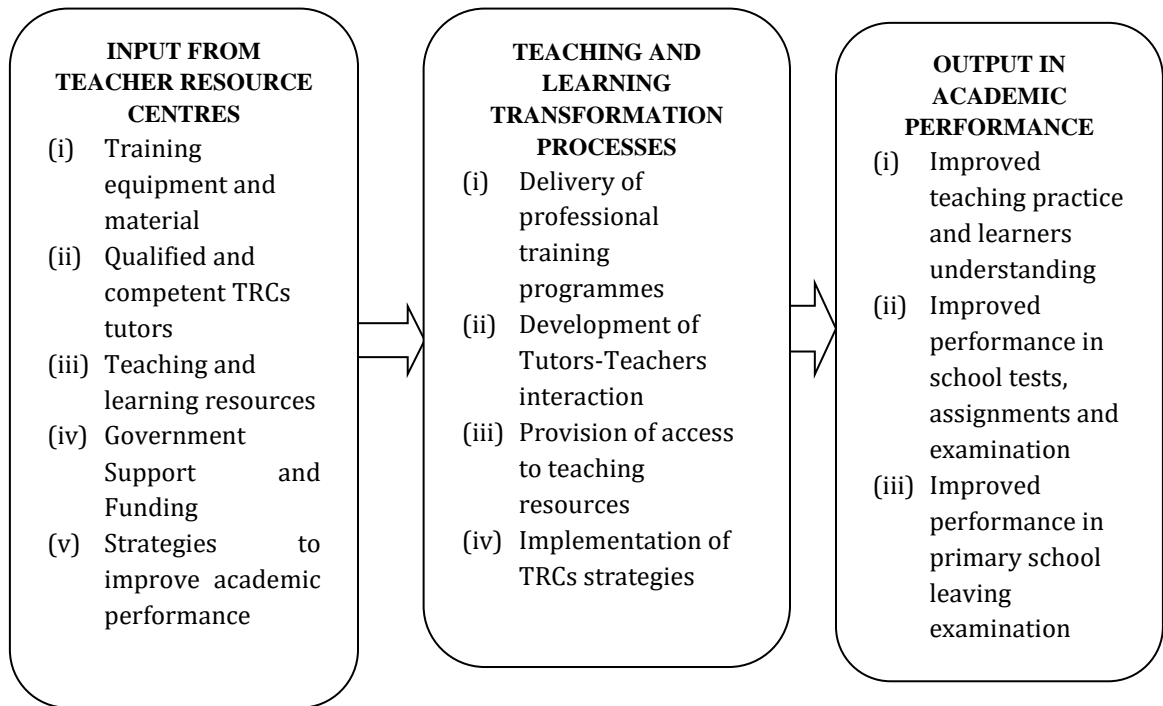 INPUT FROM
TEACHER RESOURCE
CENTRES
(i) Training
equipment and
material
(ii) Qualified and
competent TRCs
tutors
(iii) Teaching and
learning resources
(iv) Government
Support and
Funding
(v) Strategies to
improve academic
performance
TEACHING AND
LEARNING
TRANSFORMATION
PROCESSES
(i) Delivery of
professional
training
programmes
(ii) Development of
Tutors-Teachers
interaction
(iii) Provision of access
to teaching
resources
(iv) Implementation of
TRCs strategies
OUTPUT IN
ACADEMIC
PERFORMANCE
(i) Improved
teaching practice
and learners
understanding
(ii) Improved
performance in
school tests,
assignments and
examination
(iii) Improved
performance in
primary school
leaving
examination